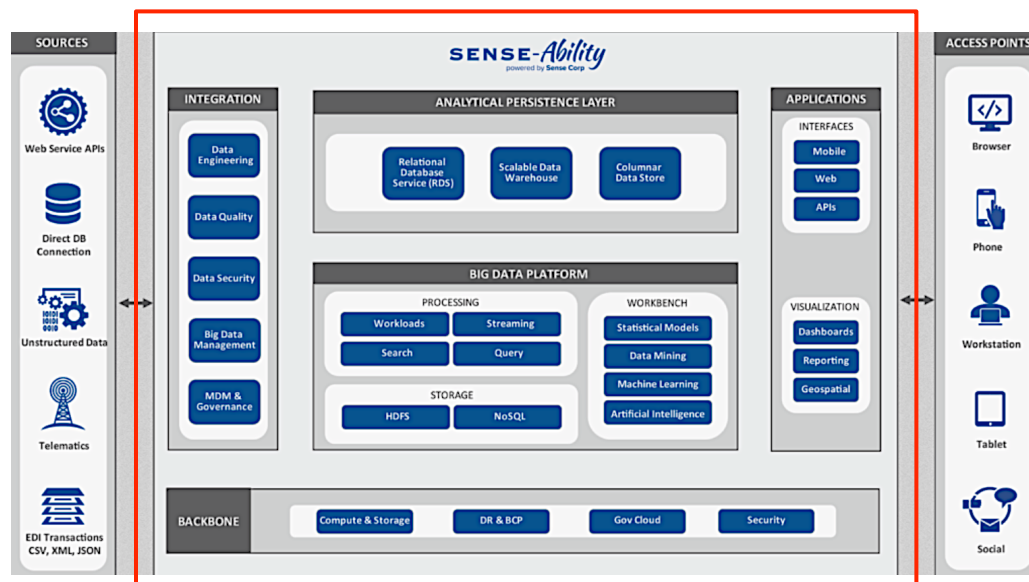 SOURCES
Web Service APIs
Direct DB
Connection
10101
0101
0010
Unstructured Data
Telematics
EDI Transactions
CSV, XML, JSON
SENSE-Ability
powered by Sense Corp
INTEGRATION
Data
Engineering
Data Quality
Data Security
Big Data
Management
MDM &
Governance
ANALYTICAL PERSISTENCE LAYER
Relational
Database
Service (RDS)
Scalable Data
Warehouse
Columnar
Data Store
BIG DATA PLATFORM
PROCESSING
Workloads
Streaming
Search
Query
STORAGE
HDFS
NoSQL
WORKBENCH
Statistical Models
Data Mining
Machine Learning
Artificial Intelligence
APPLICATIONS
INTERFACES
Mobile
Web
APIs
VISUALIZATION
Dashboards
Reporting
Geospatial
BACKBONE
Compute & Storage
DR & BCP
Gov Cloud
Security
ACCESS POINTS
</>
Browser
Phone
Workstation
Tablet
Social